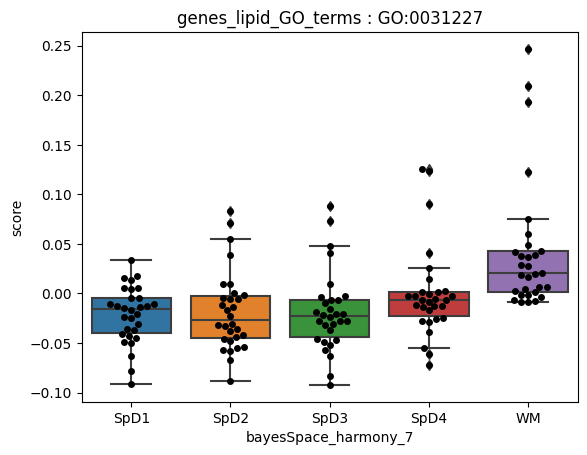 genes_lipid_GO_terms : GO:0031227
0.25
0.20
0.15
0.10
0.05
0.00
−0.05
−0.10
score
SpD1 SpD2 SpD3 SpD4 WM
bayesSpace_harmony_7